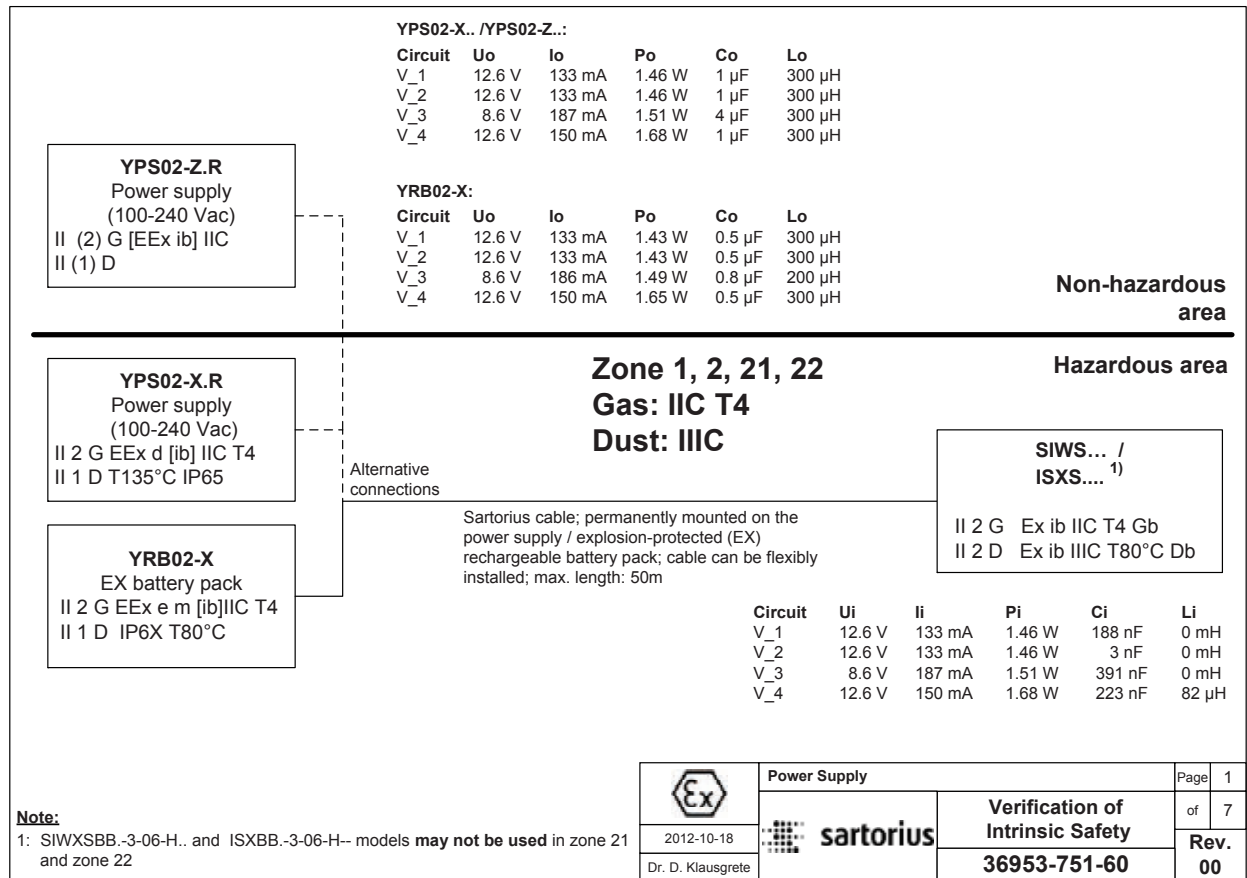 YPS02-X.. /YPS02-Z..:
Circuit Uo Io Po Co Lo
V_1 12.6 V 133 mA 1.46 W 1 µF 300 µH
V_2 12.6 V 133 mA 1.46 W 1 µF 300 µH
V_3 8.6 V 187 mA 1.51 W 4 µF 300 µH
V_4 12.6 V 150 mA 1.68 W 1 µF 300 µH
YPS02-Z.R
Power supply
(100-240 Vac)
II (2) G [EEx ib] IIC
II (1) D
YRB02-X:
Circuit Uo Io Po Co Lo
V_1 12.6 V 133 mA 1.43 W 0.5 µF 300 µH
V_2 12.6 V 133 mA 1.43 W 0.5 µF 300 µH
V_3 8.6 V 186 mA 1.49 W 0.8 µF 200 µH
V_4 12.6 V 150 mA 1.65 W 0.5 µF 300 µH
Non-hazardous
area
Hazardous area
Zone 1, 2, 21, 22
Gas: IIC T4
Dust: IIIC
YPS02-X.R
Power supply
(100-240 Vac)
II 2 G EEx d [ib] IIC T4
II 1 D T135°C IP65
Alternative
connections
SIWS… /
ISXS.... 1)
II 2 G Ex ib IIC T4 Gb
II 2 D Ex ib IIIC T80°C Db
Sartorius cable; permanently mounted on the
power supply / explosion-protected (EX)
rechargeable battery pack; cable can be flexibly
installed; max. length: 50m
YRB02-X
EX battery pack
II 2 G EEx e m [ib]IIC T4
II 1 D IP6X T80°C
Circuit Ui Ii Pi Ci Li
V_1 12.6 V 133 mA 1.46 W 188 nF 0 mH
V_2 12.6 V 133 mA 1.46 W 3 nF 0 mH
V_3 8.6 V 187 mA 1.51 W 391 nF 0 mH
V_4 12.6 V 150 mA 1.68 W 223 nF 82 µH
Note:
1: SIWXSBB.-3-06-H.. and ISXBB.-3-06-H-- models may not be used in zone 21
and zone 22
Ex
2012-10-18
Dr. D. Klausgrete
Power Supply
sartorius
Verification of
Intrinsic Safety
36953-751-60
Page 1
of 7
Rev.
00